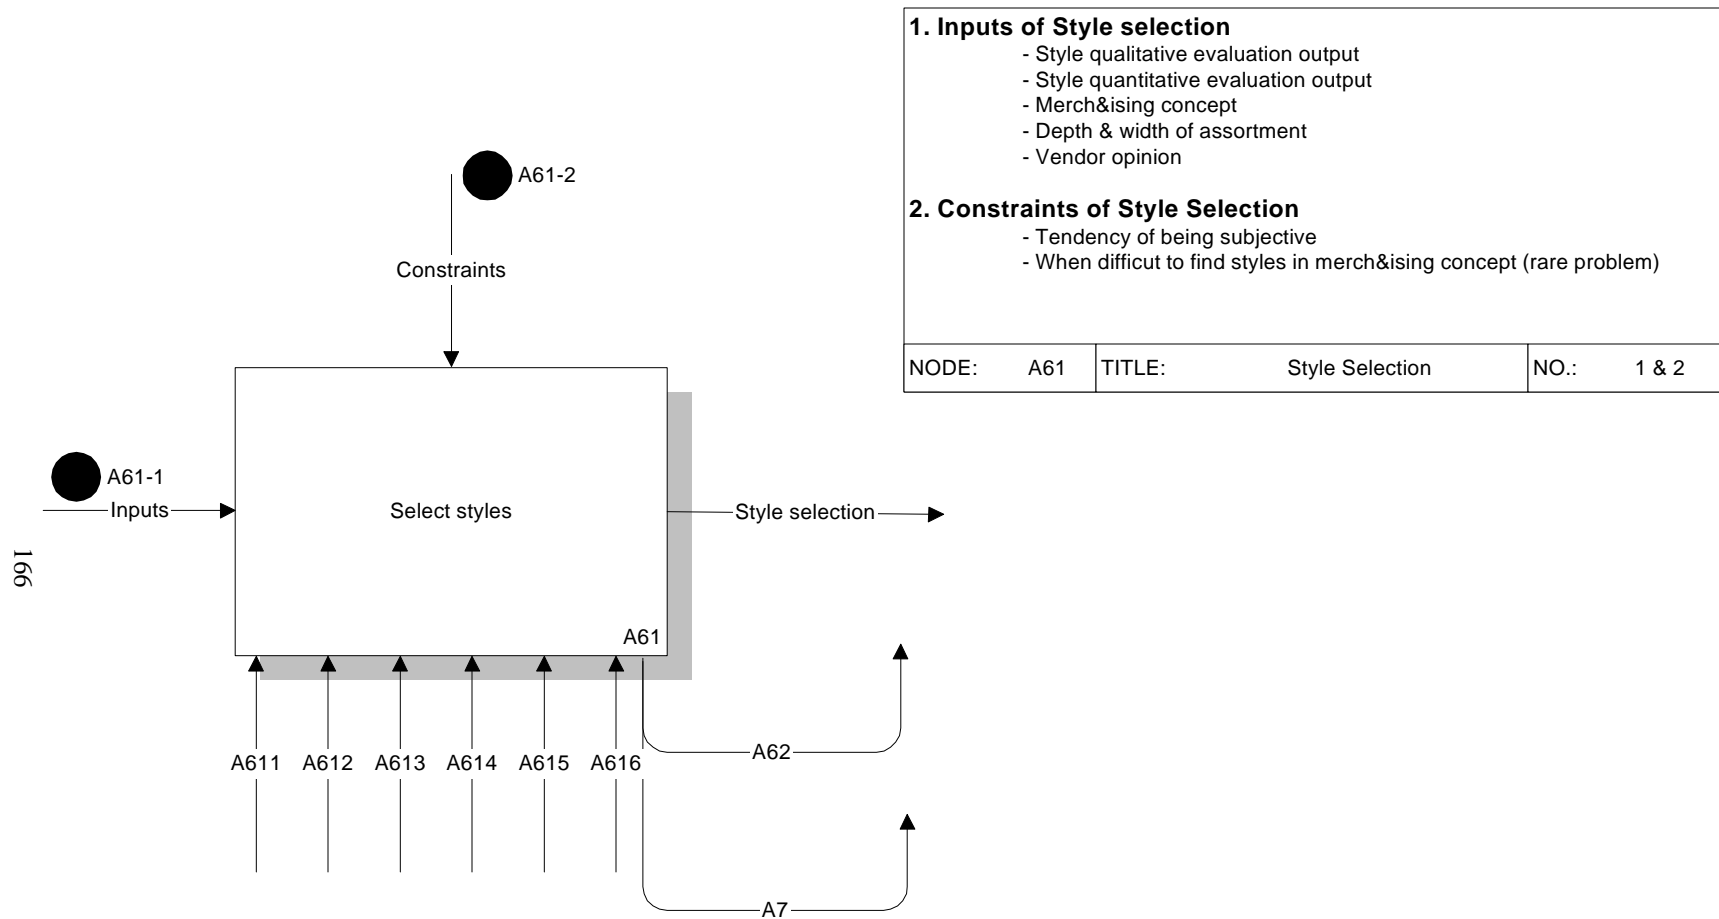 1. Inputs of Style selection
- Style qualitative evaluation output
- Style quantitative evaluation output
- Merch&ising concept
- Depth & width of assortment
- Vendor opinion
2. Constraints of Style Selection
- Tendency of being subjective
- When difficut to find styles in merch&ising concept (rare problem)
NODE: A61 TITLE: Style Selection NO.: 1 & 2
A61-2
Constraints
A61-1
Inputs
Select styles
Style selection
A61
A611 A612 A613 A614 A615 A616
A62
A7
166